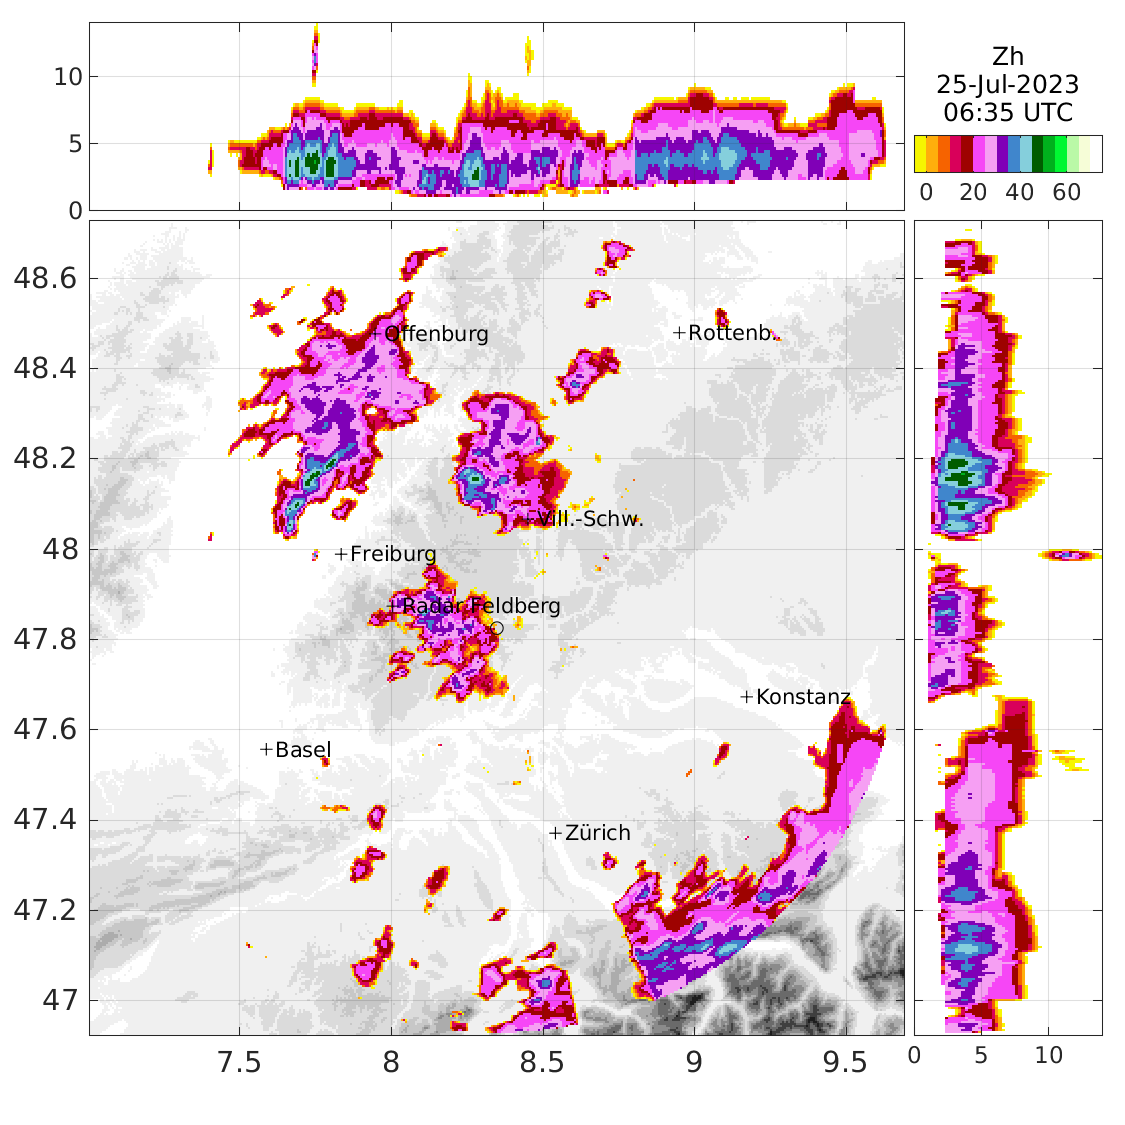 Zh
25-Jul-2023
06:35 UTC
0 20 40 60
10
5
0
48.6
48.4
48.2
48
47.8
47.6
47.4
47.2
47
Offenburg
Rottenb.
Vill.-Schw.
Freiburg
Radar Feldberg
Konstanz
Basel
Zürich
7.5 8 8.5 9 9.5
0 5 10